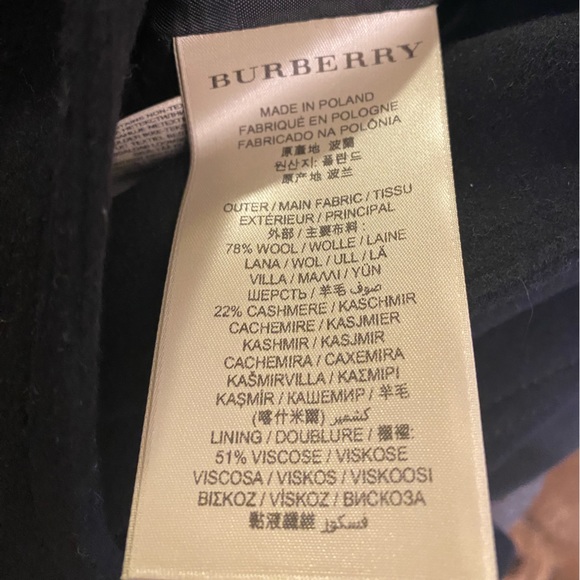 BURBERRY
MADE IN POLAND
FABRIQUÉ EN POLOGNE
FABRICADO NA POLÔNIA
原產地 波蘭
원산지: 폴란드
原产地 波兰
OUTER / MAIN FABRIC / TISSU
EXTÉRIEUR / PRINCIPAL
外部 / 主要布料:
78% WOOL / WOLLE / LAINE
LANA / WOL / ULL / LÃ
VILLA / ΜΑΛΛΙ / YÜN
ШЕРСТЬ / 羊毛 / صوف
22% CASHMERE / KASCHMIR
CACHEMIRE / KASJMIER
KASHMIR / KASJMIR
CACHEMIRA / CAXEMIRA
KAŠMIRVILLA / ΚΑΣΜΙΡΙ
KAŞMİR / КАШЕМИР / 羊毛
(喀什米爾) / كشمير
LINING / DOUBLURE / 襯裡:
51% VISCOSE / VISKOSE
VISCOSA / VISKOS / VISKOOSI
ΒΙΣΚΟΖ / VİSKOZ / ВИСКОЗА
黏液纖維 / فسكوز